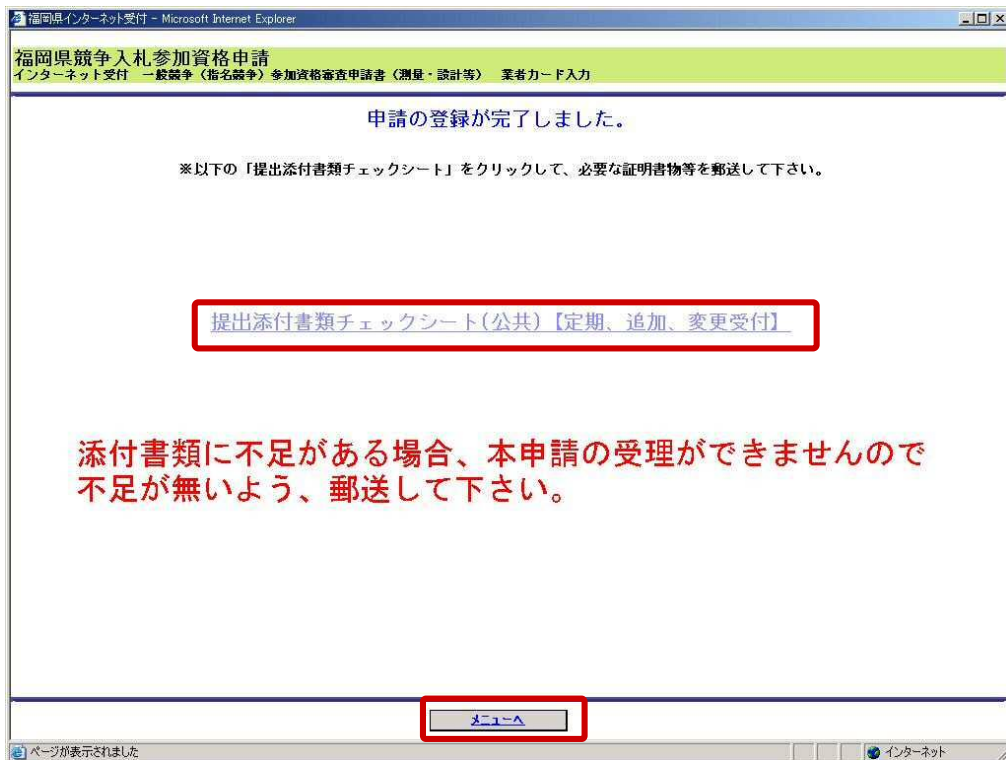 福岡県インターネット受付 - Microsoft Internet Explorer
福岡県競争入札参加資格申請
インターネット受付　一般競争（指名競争）参加資格審査申請書（測量・設計等）　業者カード入力
申請の登録が完了しました。
※以下の「提出添付書類チェックシート」をクリックして、必要な証明書物等を郵送して下さい。
提出添付書類チェックシート(公共)【定期、追加、変更受付】
添付書類に不足がある場合、本申請の受理ができませんので
不足が無いよう、郵送して下さい。
メニューへ
ページが表示されました
インターネット